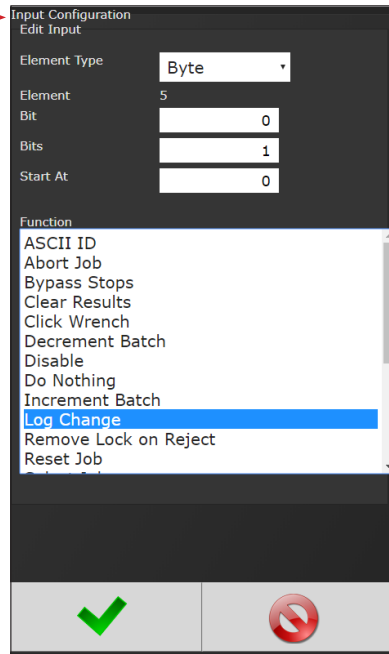 Input Configuration
Edit Input
Element Type Byte
Element 5
Bit 0
Bits 1
Start At 0
Function
ASCII ID
Abort Job
Bypass Stops
Clear Results
Click Wrench
Decrement Batch
Disable
Do Nothing
Increment Batch
Log Change
Remove Lock on Reject
Reset Job